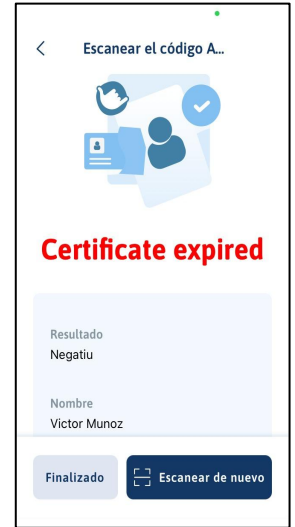 Escanear el código A...
Certificate expired
Resultado
Negatiu
Nombre
Victor Munoz
Finalizado
Escanear de nuevo